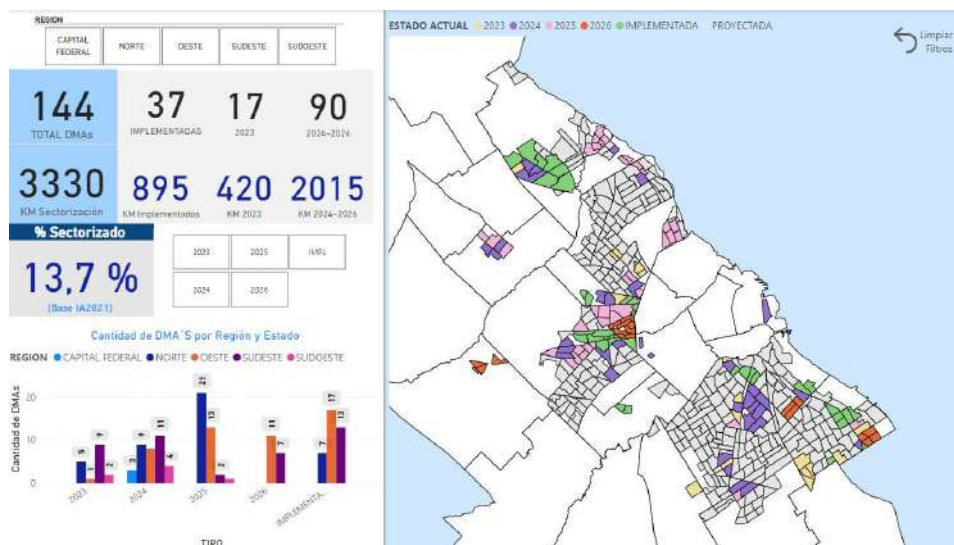 REGION
CAPITAL FEDERAL
NORTE
OESTE
SUDESTE
SUDOESTE
144
TOTAL DMAs
37
IMPLEMENTADAS
17
2023
90
2024-2026
3330
KM Sectorización
895
KM Implementados
420
KM 2023
2015
KM 2024-2026
% Sectorizado
13,7 %
(Base IA2021)
2023
2025
IMPL
2024
2026
Cantidad de DMA´S por Región y Estado
REGION CAPITAL FEDERAL NORTE OESTE SUDESTE SUDOESTE
Cantidad de DMAs
20
10
0
5
1
9
2
3
9
11
4
21
13
2
11
7
7
17
13
2023
2024
2025
2026
IMPLEMENTA...
TIPO
ESTADO ACTUAL 2023 2024 2025 2026 IMPLEMENTADA PROYECTADA
Limpiar
Filtros